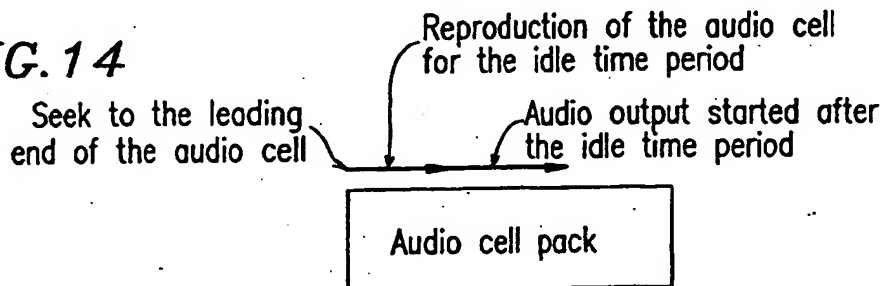 G. 14
Reproduction of the audio cell
for the idle time period
Seek to the leading
end of the audio cell
Audio output started after
the idle time period
Audio cell pack